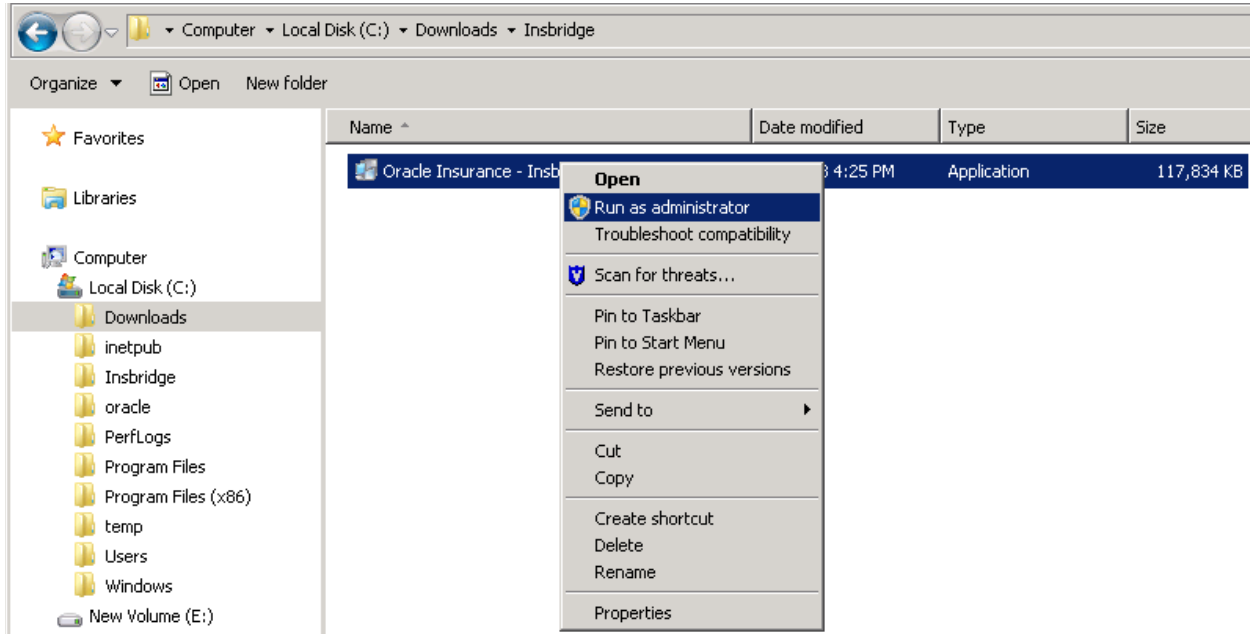 Computer Local Disk (C:) Downloads Insbridge
Organize Open New folder
Name Date modified Type Size
Favorites
Libraries
Computer
Local Disk (C:)
Downloads
inetpub
Insbridge
oracle
PerfLogs
Program Files
Program Files (x86)
temp
Users
Windows
New Volume (E:)
Oracle Insurance - Insb 4:25 PM Application 117,834 KB
Open
Run as administrator
Troubleshoot compatibility
Scan for threats...
Pin to Taskbar
Pin to Start Menu
Restore previous versions
Send to
Cut
Copy
Create shortcut
Delete
Rename
Properties